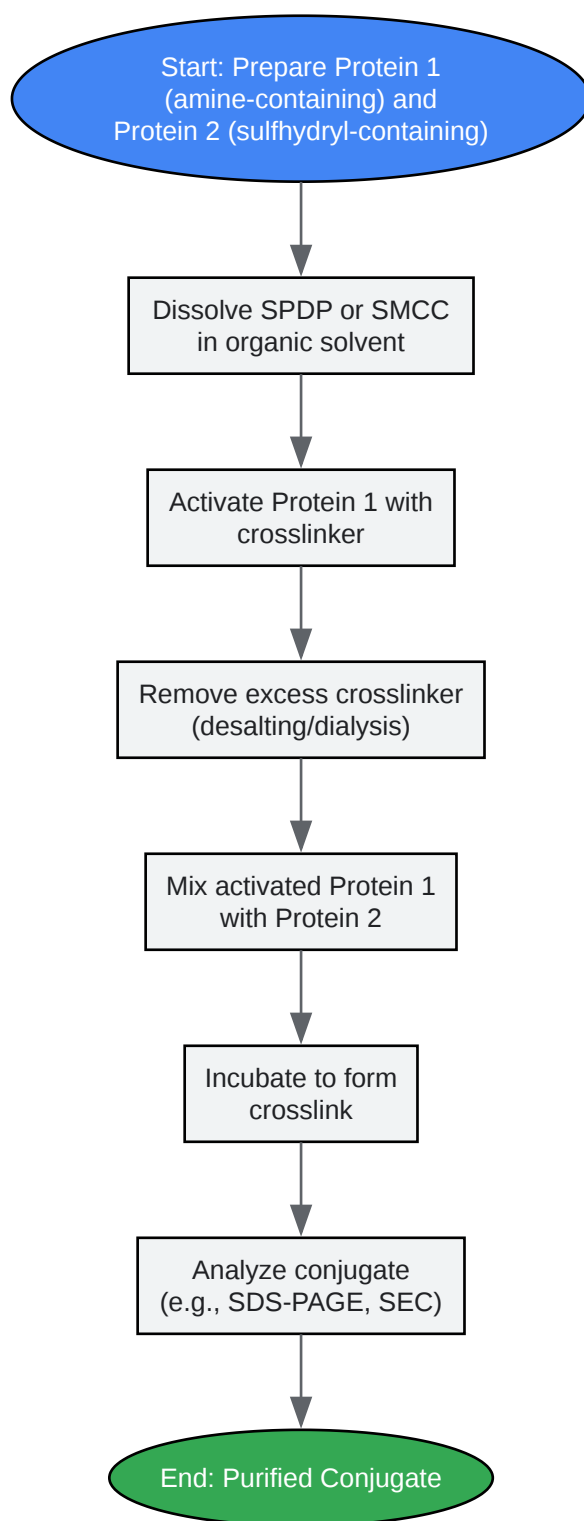 Start: Prepare Protein 1
(amine-containing) and
Protein 2 (sulfhydryl-containing)
Dissolve SPDP or SMCC
in organic solvent
Activate Protein 1 with
crosslinker
Remove excess crosslinker
(desalting/dialysis)
Mix activated Protein 1
with Protein 2
Incubate to form
crosslink
Analyze conjugate
(e.g., SDS-PAGE, SEC)
End: Purified Conjugate